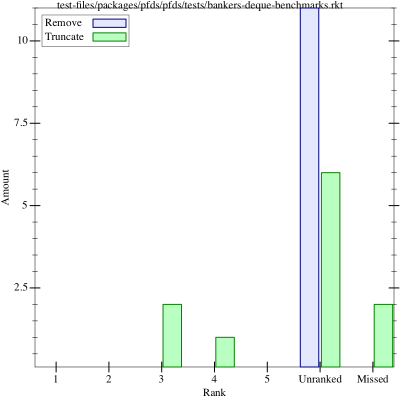 test-files/packages/pfds/pfds/tests/bankers-deque-benchmarks.rkt
Remove
Truncate
10
7.5
5
2.5
Amount
1 2 3 4 5 Unranked Missed
Rank